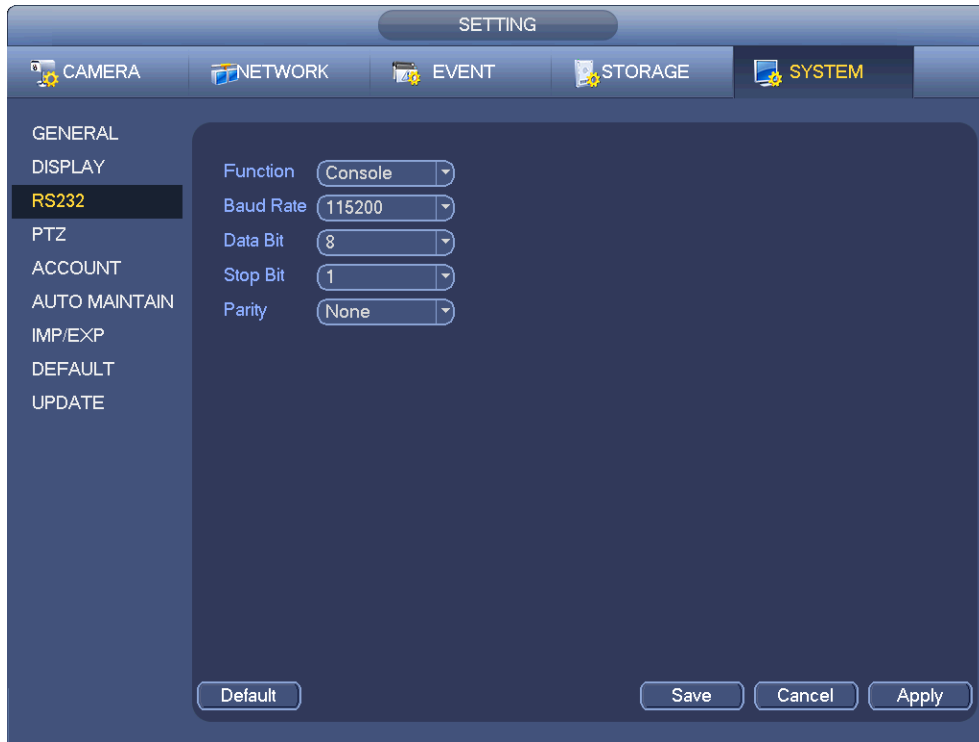 SETTING
CAMERA NETWORK EVENT STORAGE SYSTEM
GENERAL
DISPLAY
RS232
PTZ
ACCOUNT
AUTO MAINTAIN
IMP/EXP
DEFAULT
UPDATE
Function Console
Baud Rate 115200
Data Bit 8
Stop Bit 1
Parity None
Default Save Cancel Apply